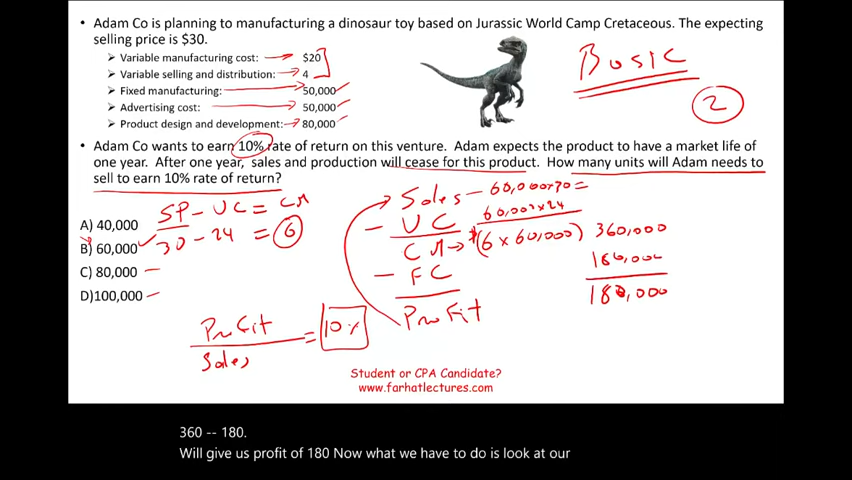 • Adam Co is planning to manufacturing a dinosaur toy based on Jurassic World Camp Cretaceous. The expecting
selling price is $30.
➢ Variable manufacturing cost: $20
➢ Variable selling and distribution: 4
➢ Fixed manufacturing: 50,000
➢ Advertising cost: 50,000
➢ Product design and development: 80,000
Basic
2
• Adam Co wants to earn 10% rate of return on this venture. Adam expects the product to have a market life of
one year. After one year, sales and production will cease for this product. How many units will Adam needs to
sell to earn 10% rate of return?
A) 40,000
B) 60,000
C) 80,000
D)100,000
SP - VC = CM
30 - 24 = 6
Sales - 60,000x30=
- VC 60,000x24
CM → (6 x 60,000) 360,000
- FC 180,000
Profit 180,000
Profit
Sales
= 10%
Student or CPA Candidate?
www.farhatlectures.com
360 -- 180.
Will give us profit of 180 Now what we have to do is look at our